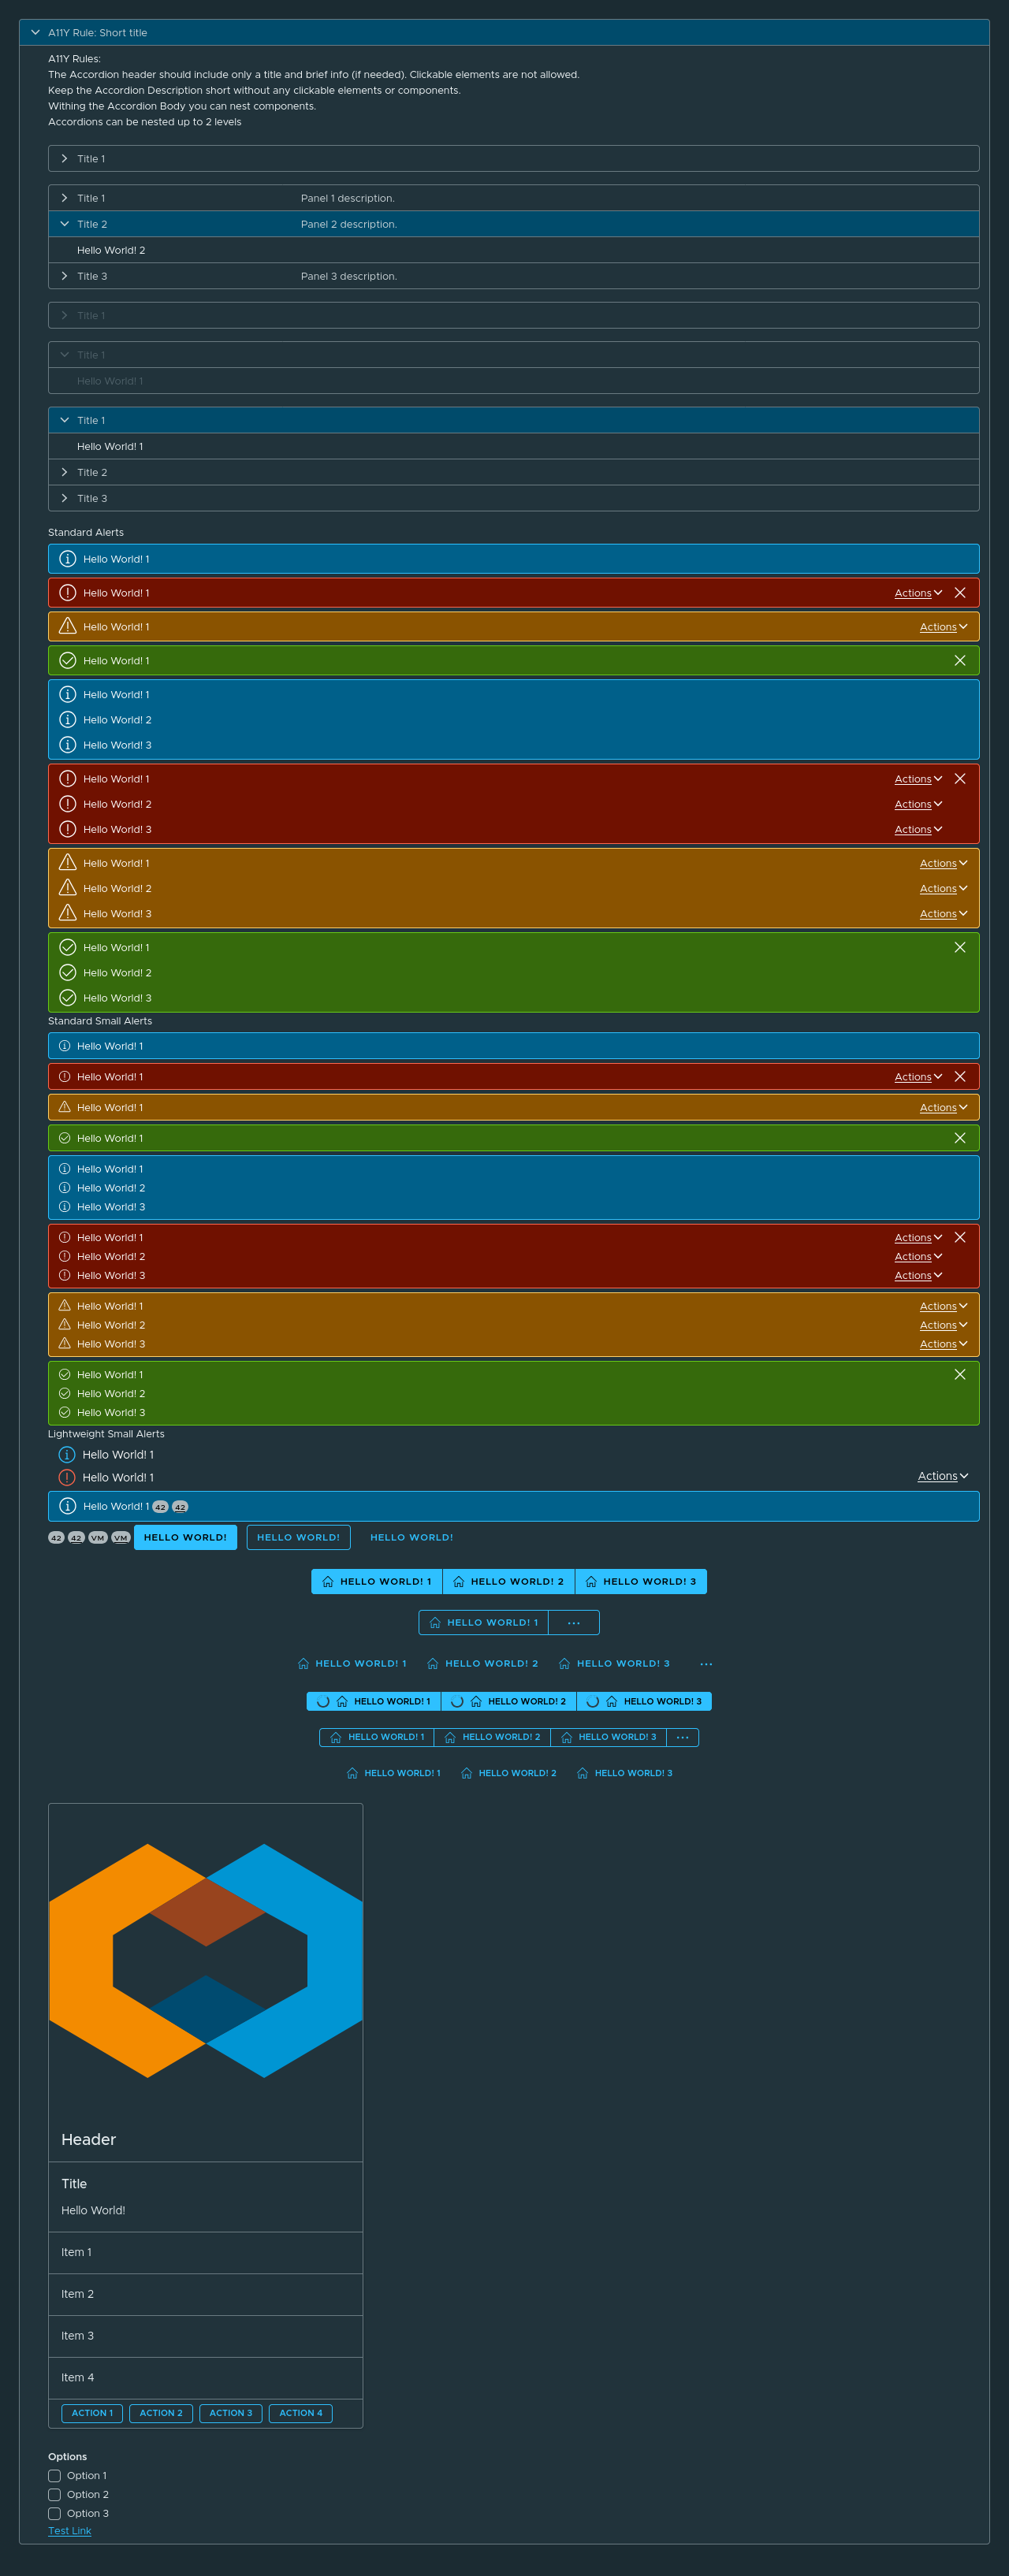 A11Y Rule: Short title
A11Y Rules:
The Accordion header should include only a title and brief info (if needed). Clickable elements are not allowed.
Keep the Accordion Description short without any clickable elements or components.
Withing the Accordion Body you can nest components.
Accordions can be nested up to 2 levels
Title 1
Title 1 Panel 1 description.
Title 2 Panel 2 description.
Hello World! 2
Title 3 Panel 3 description.
Title 1
Title 1
Hello World! 1
Title 1
Hello World! 1
Title 2
Title 3
Standard Alerts
Hello World! 1
Hello World! 1 Actions
Hello World! 1 Actions
Hello World! 1
Hello World! 1
Hello World! 2
Hello World! 3
Hello World! 1 Actions
Hello World! 2 Actions
Hello World! 3 Actions
Hello World! 1 Actions
Hello World! 2 Actions
Hello World! 3 Actions
Hello World! 1
Hello World! 2
Hello World! 3
Standard Small Alerts
Hello World! 1
Hello World! 1 Actions
Hello World! 1 Actions
Hello World! 1
Hello World! 1
Hello World! 2
Hello World! 3
Hello World! 1 Actions
Hello World! 2 Actions
Hello World! 3 Actions
Hello World! 1 Actions
Hello World! 2 Actions
Hello World! 3 Actions
Hello World! 1
Hello World! 2
Hello World! 3
Lightweight Small Alerts
Hello World! 1
Hello World! 1 Actions
Hello World! 1 42 42
42 42 VM VM HELLO WORLD! HELLO WORLD! HELLO WORLD!
HELLO WORLD! 1 HELLO WORLD! 2 HELLO WORLD! 3
HELLO WORLD! 1 ...
HELLO WORLD! 1 HELLO WORLD! 2 HELLO WORLD! 3 ...
HELLO WORLD! 1 HELLO WORLD! 2 HELLO WORLD! 3
HELLO WORLD! 1 HELLO WORLD! 2 HELLO WORLD! 3 ...
HELLO WORLD! 1 HELLO WORLD! 2 HELLO WORLD! 3
Header
Title
Hello World!
Item 1
Item 2
Item 3
Item 4
ACTION 1 ACTION 2 ACTION 3 ACTION 4
Options
Option 1
Option 2
Option 3
Test Link